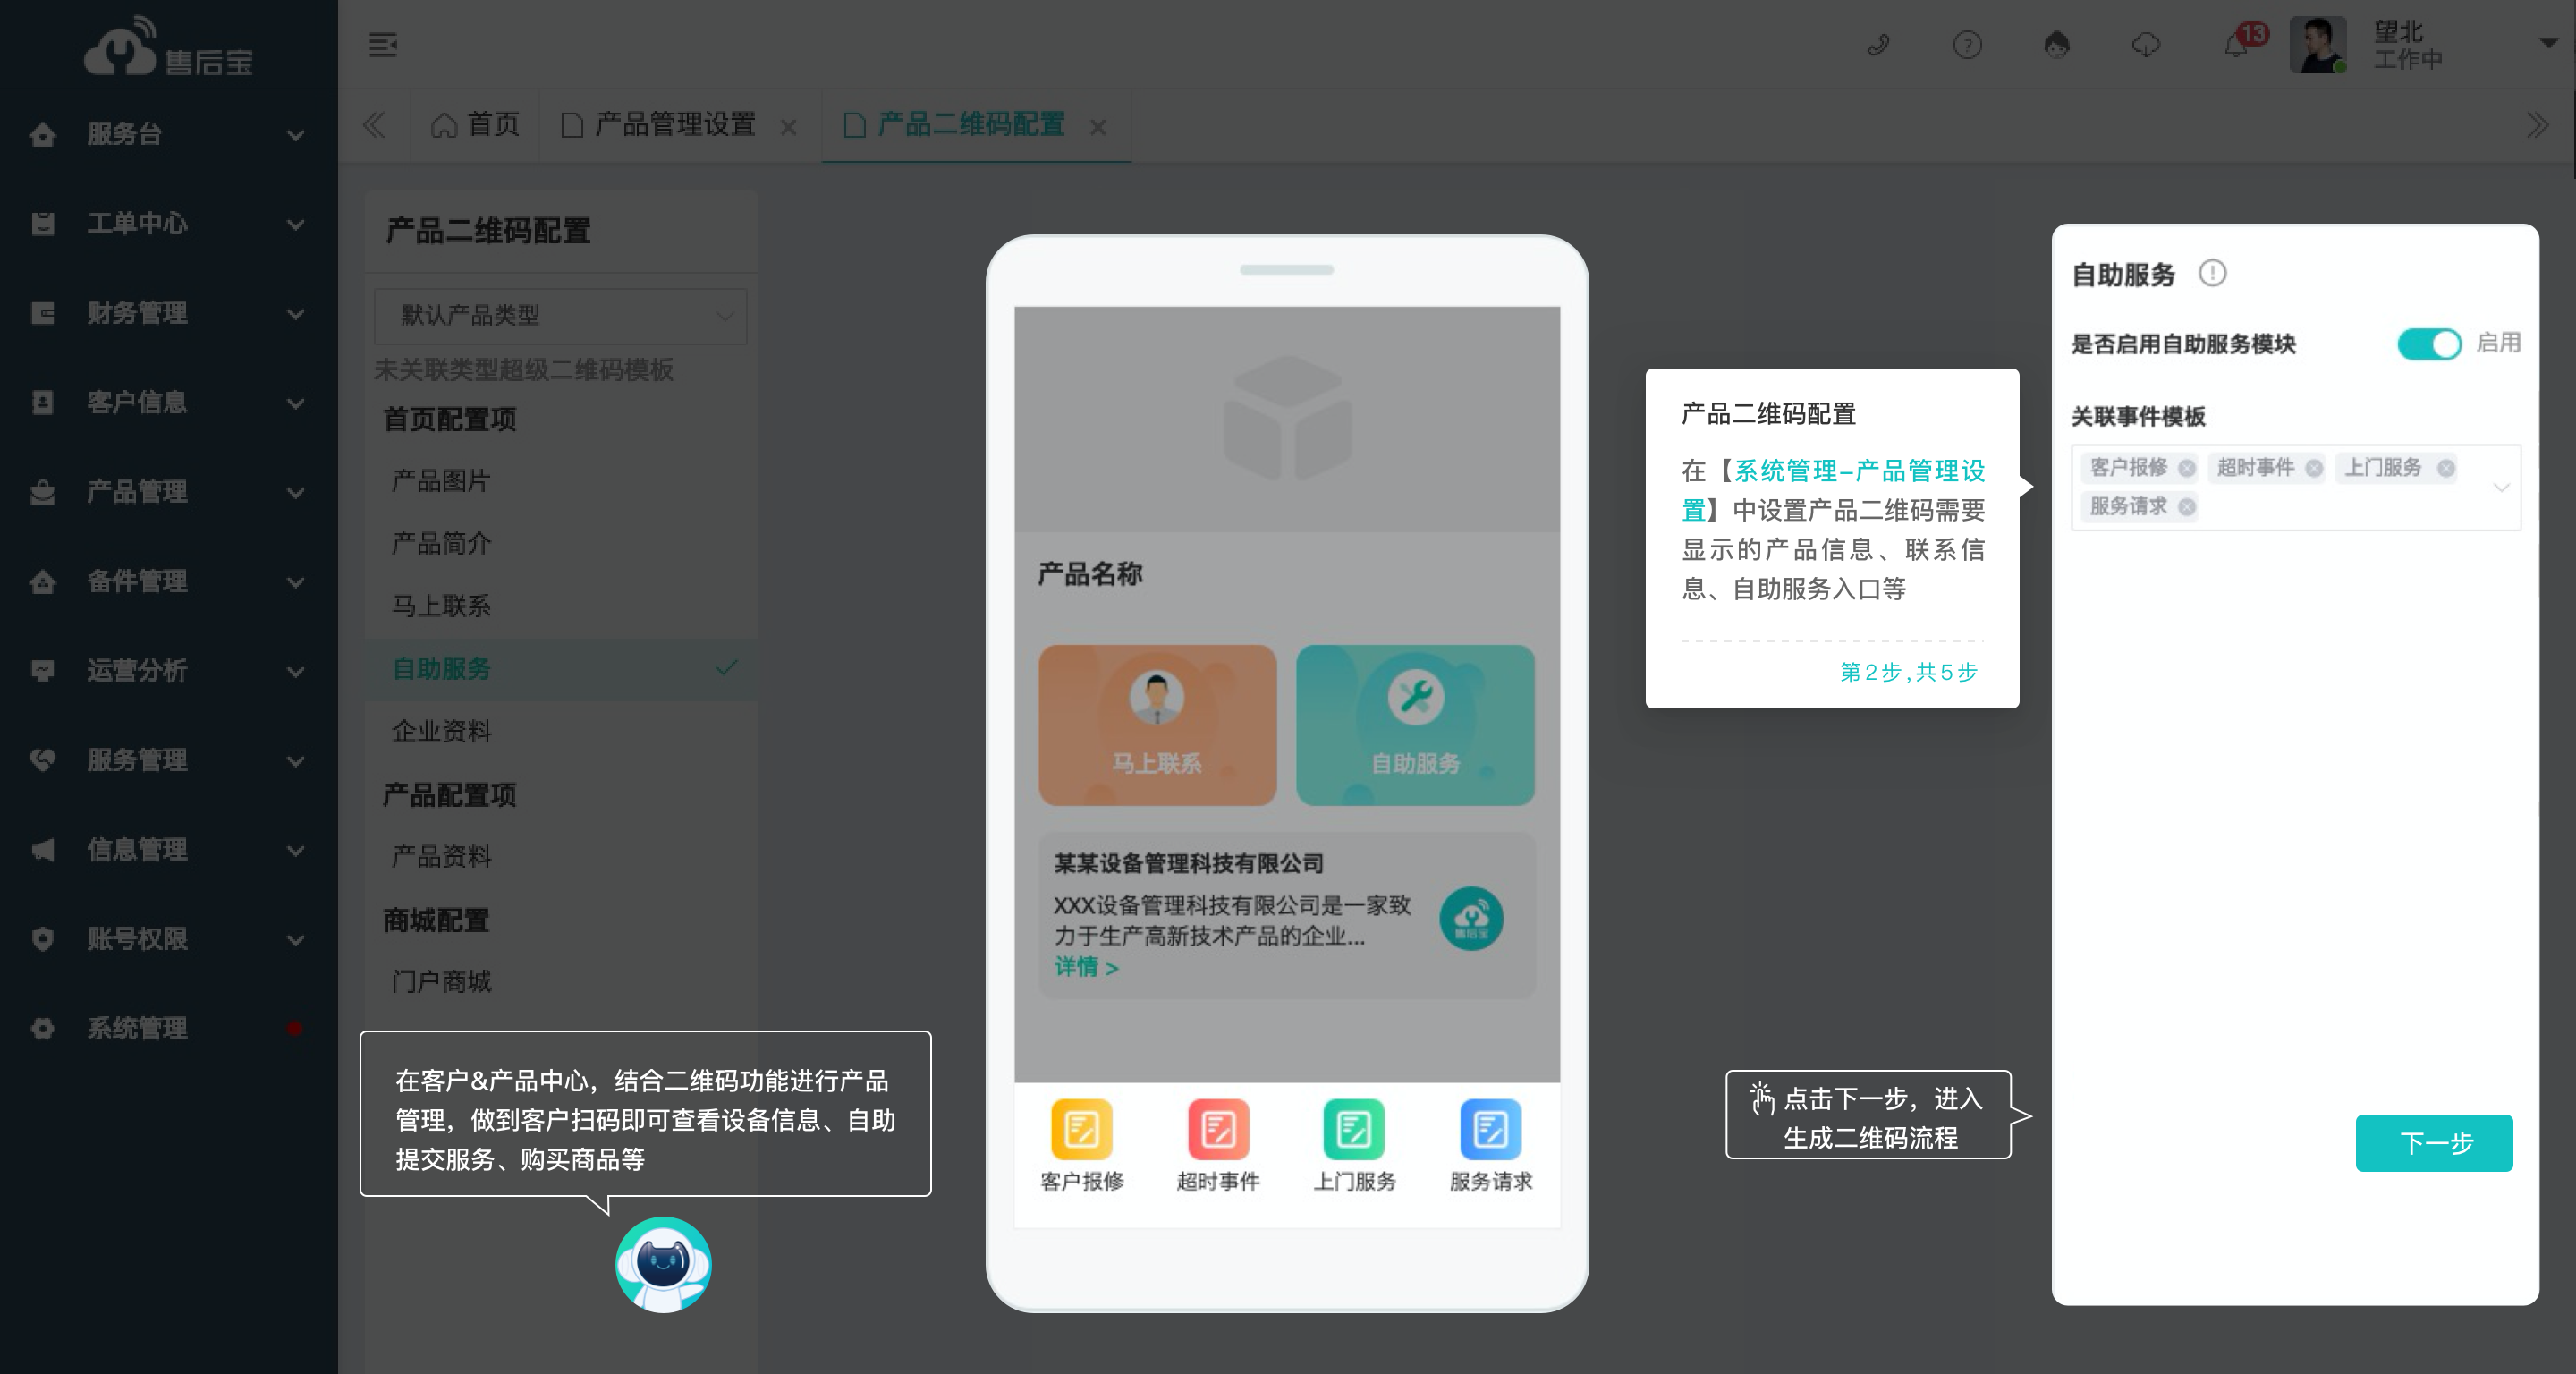 售后宝
服务台
工单中心
财务管理
客户信息
产品管理
备件管理
运营分析
服务管理
信息管理
账号权限
系统管理
13
望北
工作中
首页
产品管理设置
产品二维码配置
产品二维码配置
默认产品类型
未关联类型超级二维码模板
首页配置项
产品图片
产品简介
马上联系
自助服务
企业资料
产品配置项
产品资料
商城配置
门户商城
在客户&产品中心，结合二维码功能进行产品
管理，做到客户扫码即可查看设备信息、自助
提交服务、购买商品等
产品名称
马上联系
自助服务
某某设备管理科技有限公司
XXX设备管理科技有限公司是一家致
力于生产高新技术产品的企业...
详情 >
售后宝
客户报修
超时事件
上门服务
服务请求
产品二维码配置
在【系统管理–产品管理设
置】中设置产品二维码需要
显示的产品信息、联系信
息、自助服务入口等
第2步,共5步
点击下一步，进入
生成二维码流程
自助服务
是否启用自助服务模块
启用
关联事件模板
客户报修
超时事件
上门服务
服务请求
下一步